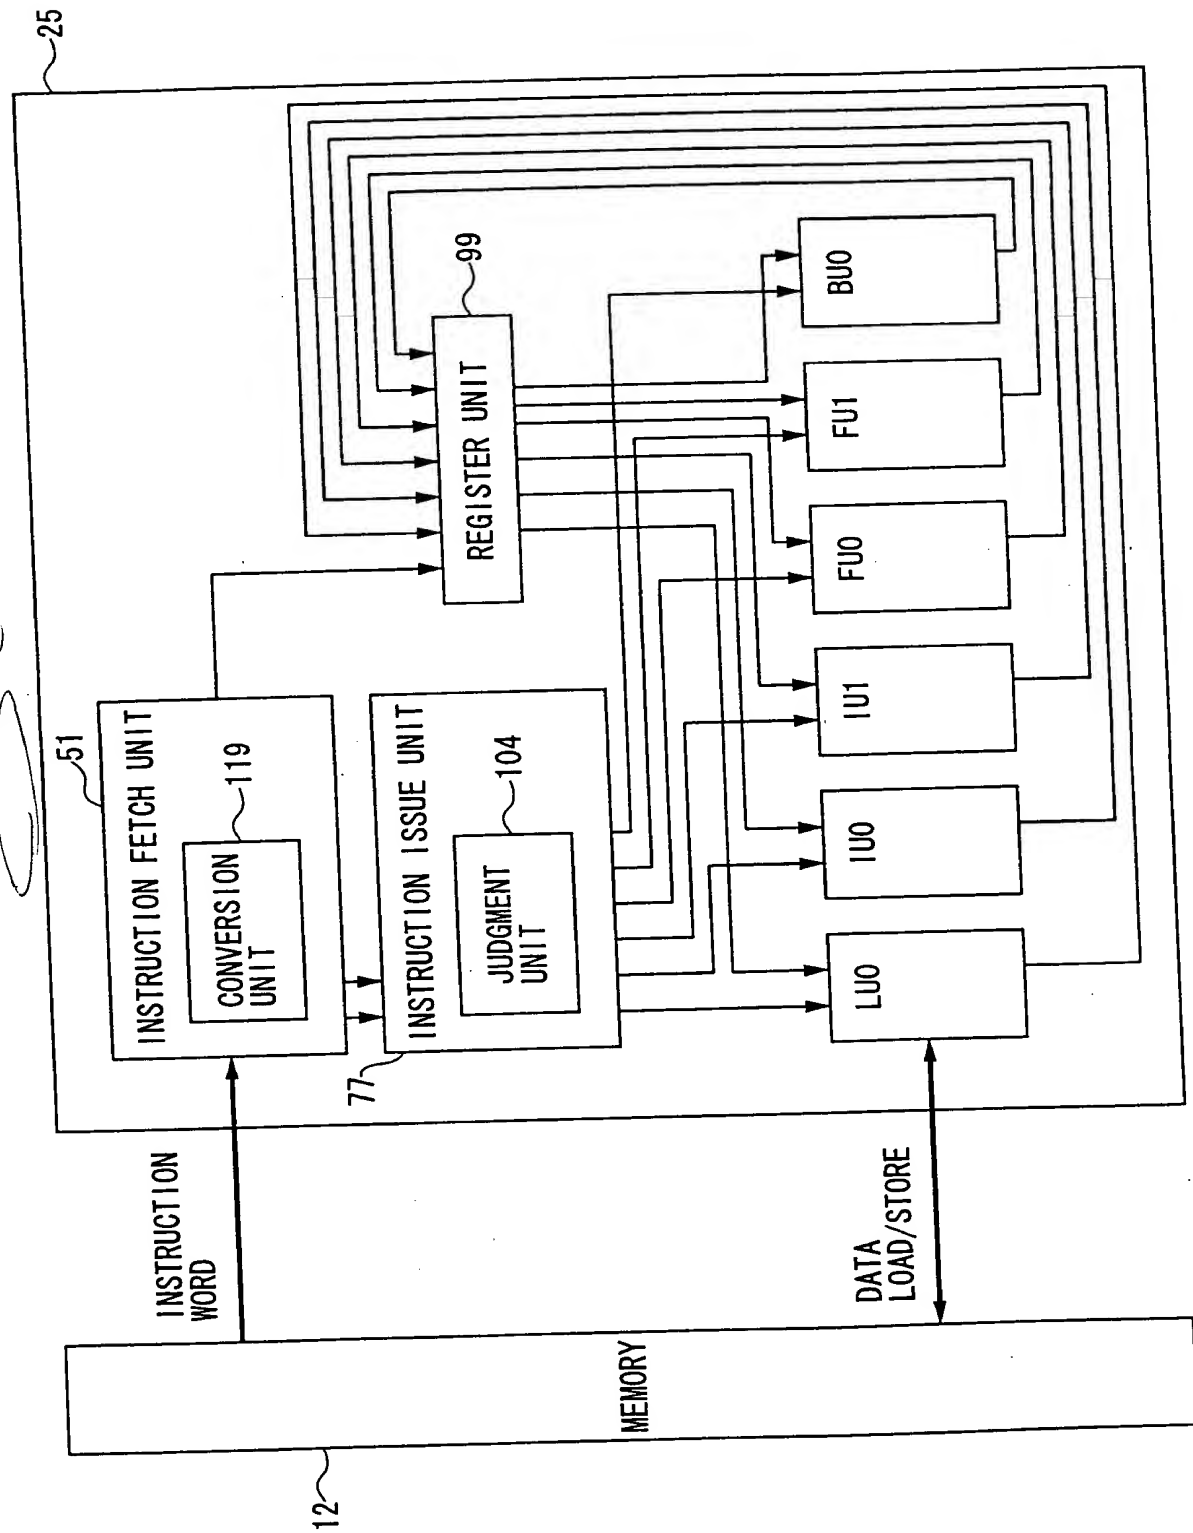 25
51
INSTRUCTION FETCH UNIT
119
CONVERSION
UNIT
99
REGISTER UNIT
77
INSTRUCTION ISSUE UNIT
104
JUDGMENT
UNIT
INSTRUCTION
WORD
LU0
IU0
IU1
FU0
FU1
BU0
DATA
LOAD/STORE
12
MEMORY